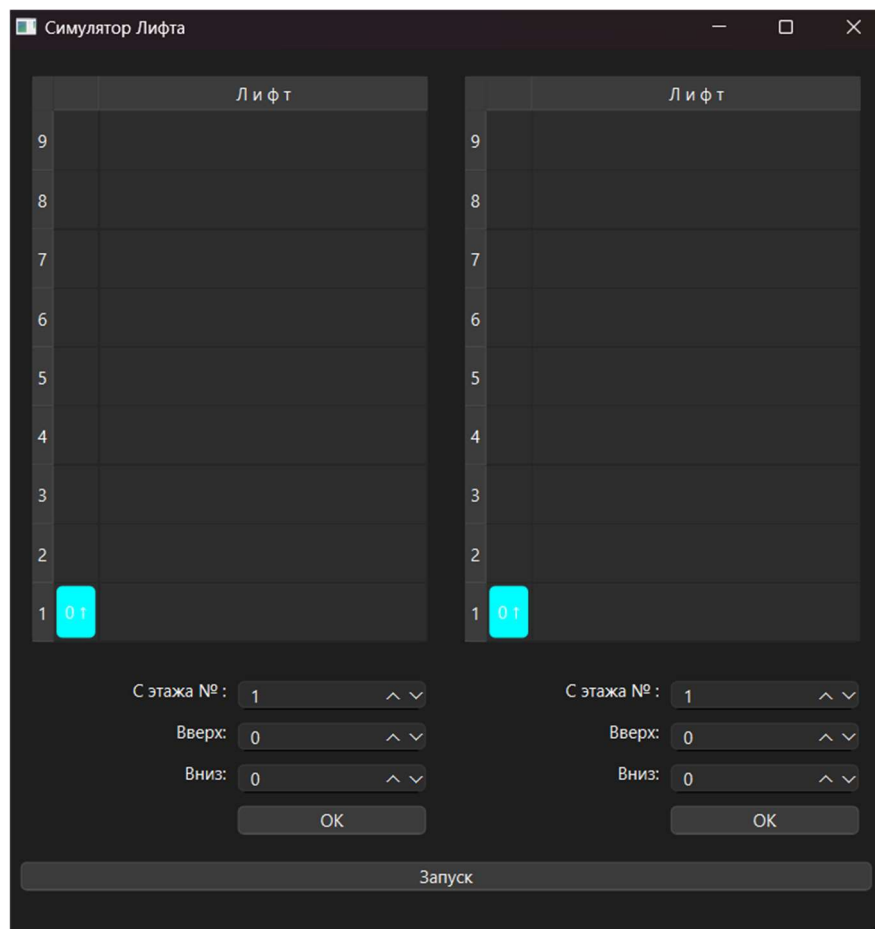 Симулятор Лифта
Лифт Лифт
9 9
8 8
7 7
6 6
5 5
4 4
3 3
2 2
1 0↑ 1 0↑
С этажа № : 1 С этажа № : 1
Вверх: 0 Вверх: 0
Вниз: 0 Вниз: 0
ОК ОК
Запуск